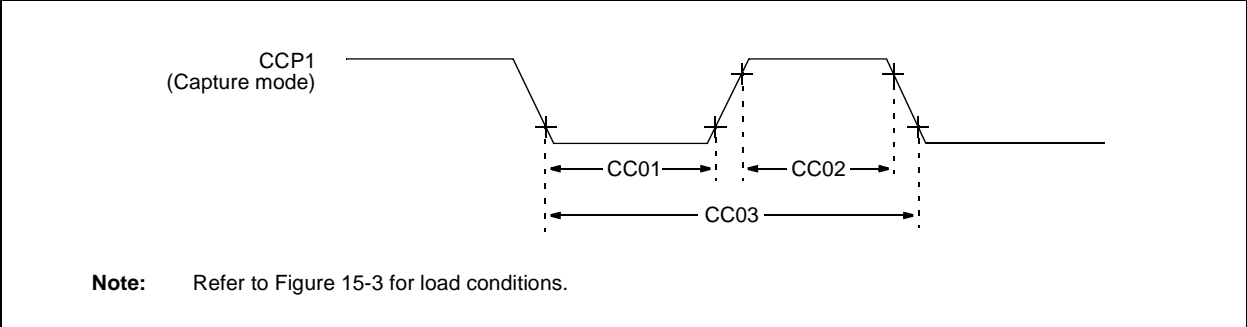 CCP1
(Capture mode)
CC01
CC02
CC03
Note: Refer to Figure 15-3 for load conditions.